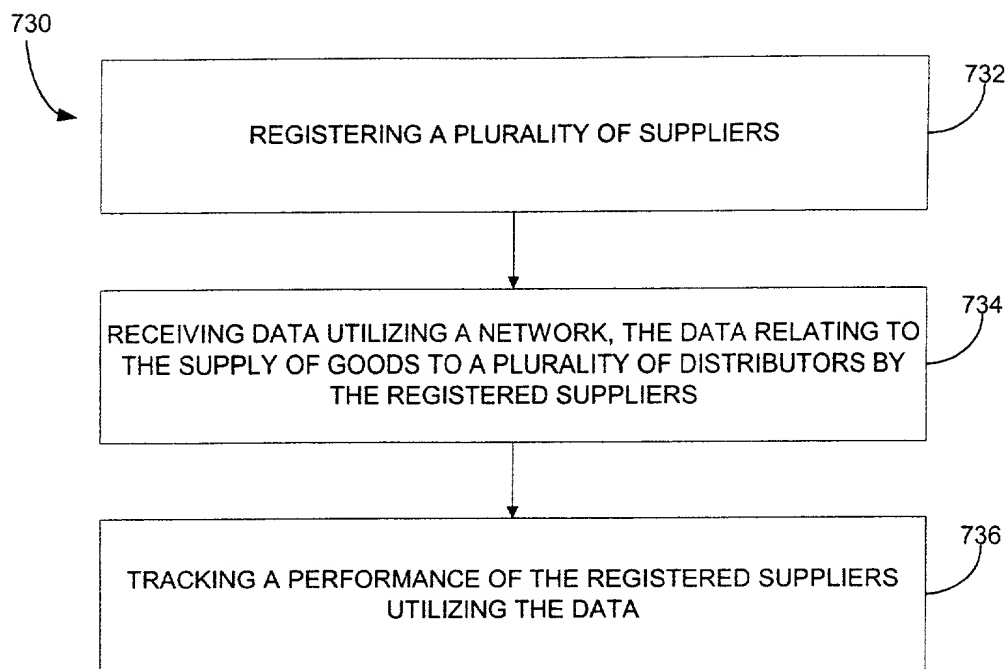 730
732
REGISTERING A PLURALITY OF SUPPLIERS
734
RECEIVING DATA UTILIZING A NETWORK, THE DATA RELATING TO
THE SUPPLY OF GOODS TO A PLURALITY OF DISTRIBUTORS BY
THE REGISTERED SUPPLIERS
736
TRACKING A PERFORMANCE OF THE REGISTERED SUPPLIERS
UTILIZING THE DATA